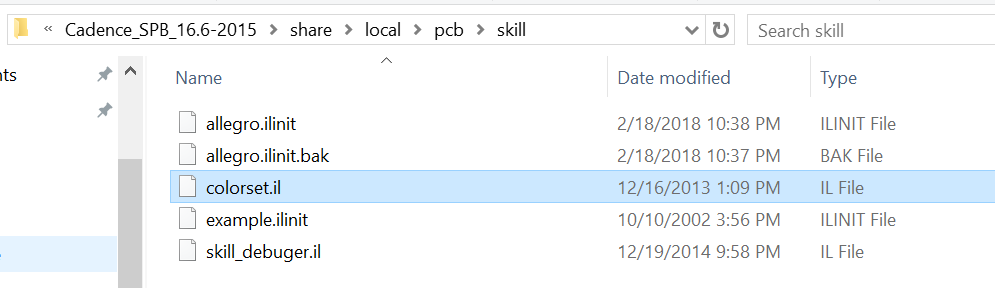 « Cadence_SPB_16.6-2015 > share > local > pcb > skill
Search skill
nts
Name Date modified Type
allegro.ilinit 2/18/2018 10:38 PM ILINIT File
allegro.ilinit.bak 2/18/2018 10:37 PM BAK File
colorset.il 12/16/2013 1:09 PM IL File
example.ilinit 10/10/2002 3:56 PM ILINIT File
skill_debuger.il 12/19/2014 9:58 PM IL File